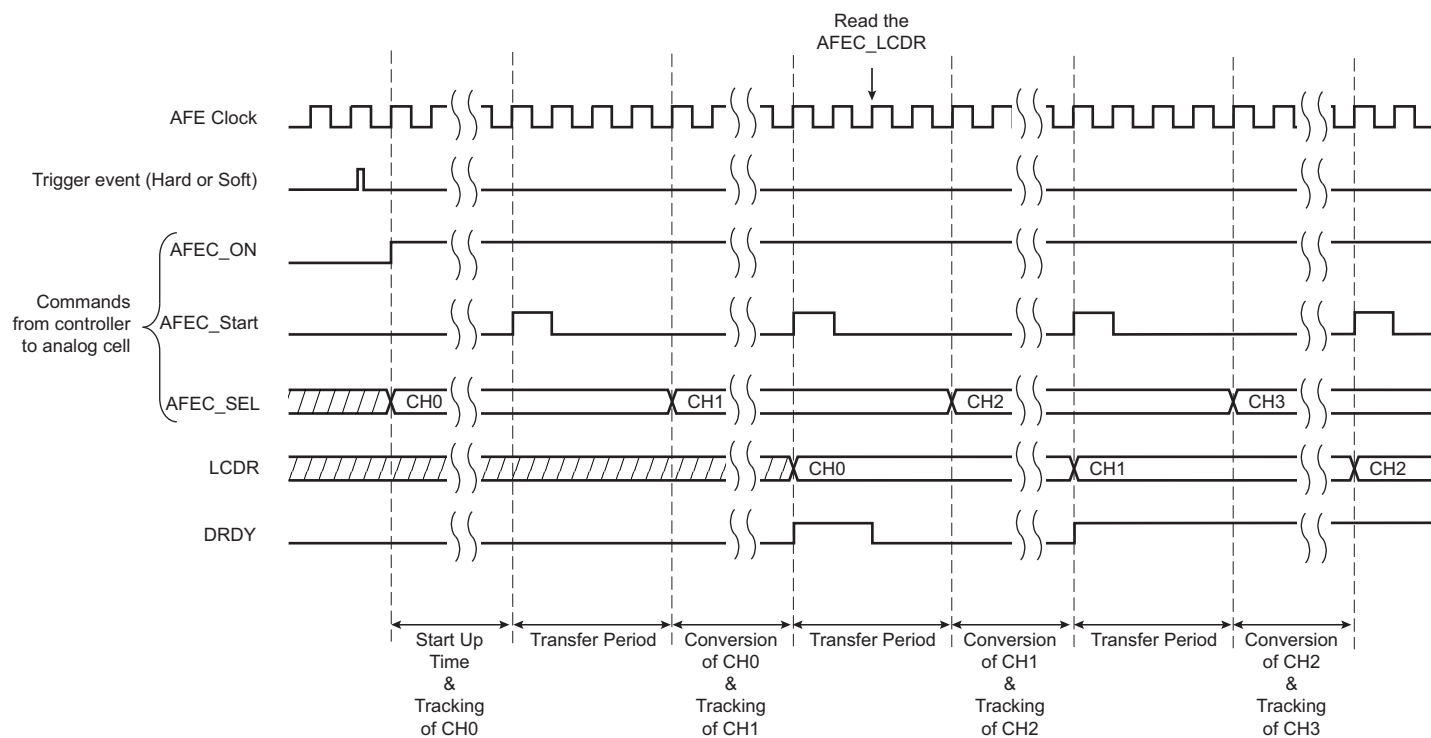 Read the
AFEC_LCDR
AFE Clock
Trigger event (Hard or Soft)
AFEC_ON
Commands
from controller
to analog cell
AFEC_Start
AFEC_SEL
CH0
CH1
CH2
CH3
LCDR
CH0
CH1
CH2
DRDY
Start Up
Time
&
Tracking
of CH0
Transfer Period
Conversion
of CH0
&
Tracking
of CH1
Transfer Period
Conversion
of CH1
&
Tracking
of CH2
Transfer Period
Conversion
of CH2
&
Tracking
of CH3